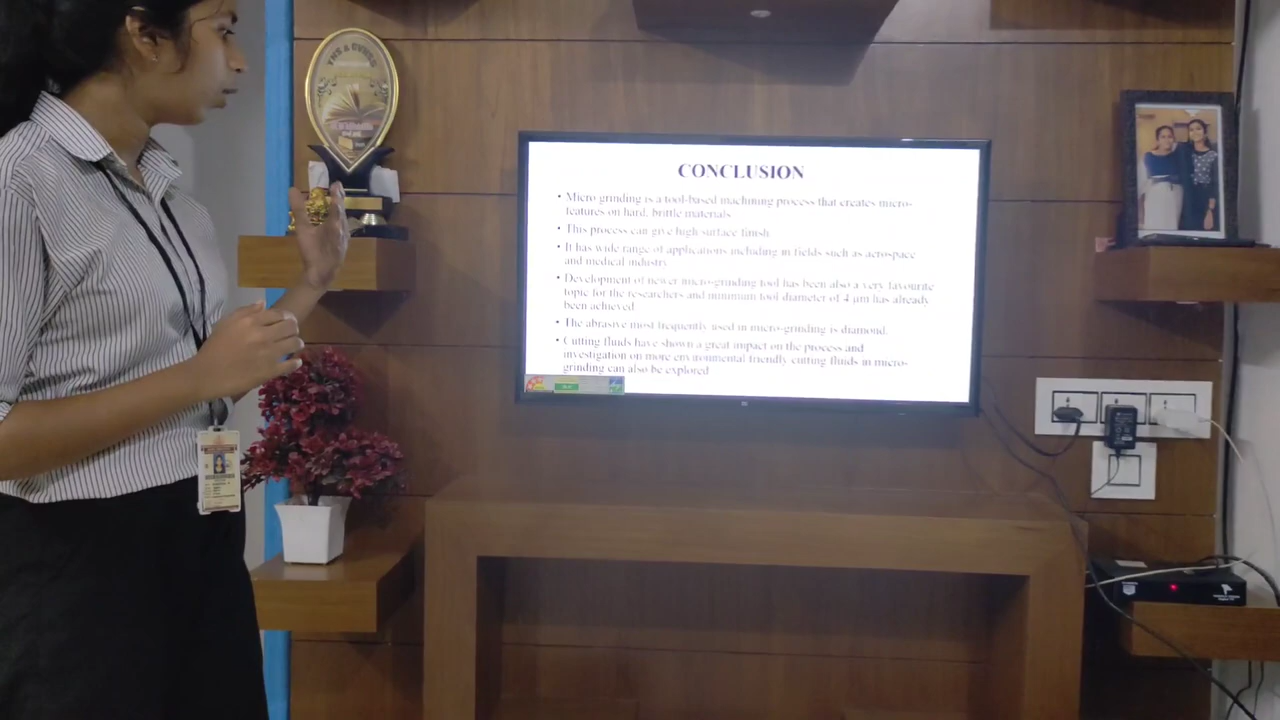 CONCLUSION
• Micro-grinding is a tool-based machining process that creates micro-
features on hard, brittle materials.
• This process can give high surface finish.
• It has wide range of applications including in fields such as aerospace
and medical industry.
• Development of newer micro-grinding tool has been also a very favourite
topic for the researchers and minimum tool diameter of 4 μm has already
been achieved.
• The abrasive most frequently used in micro-grinding is diamond.
• Cutting fluids have shown a great impact on the process and
investigation on more environmental friendly cutting fluids in micro-
grinding can also be explored